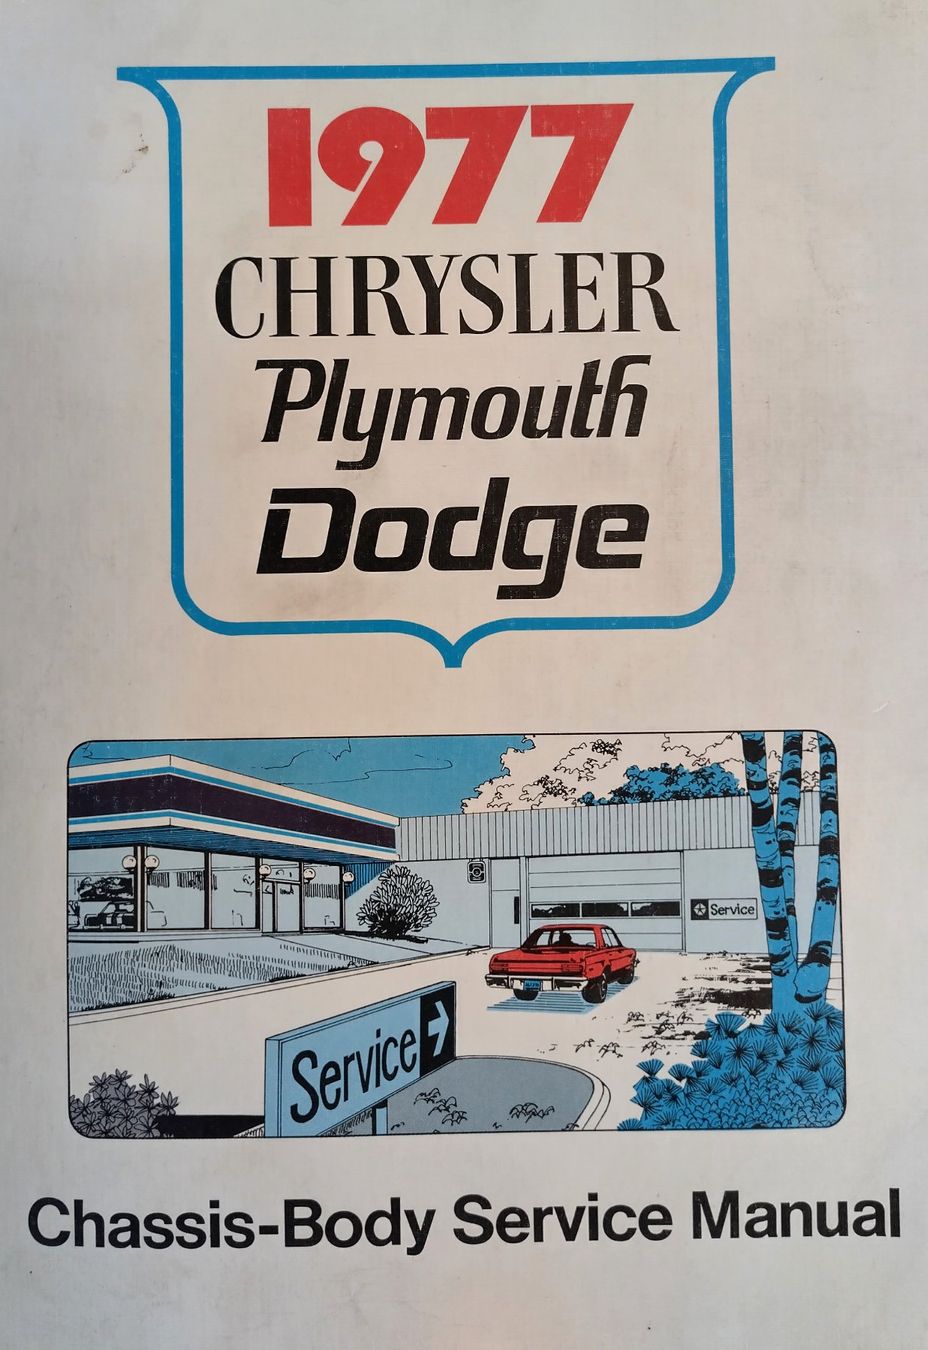 1977
CHRYSLER
Plymouth
Dodge
Service
Service
Chassis-Body Service Manual